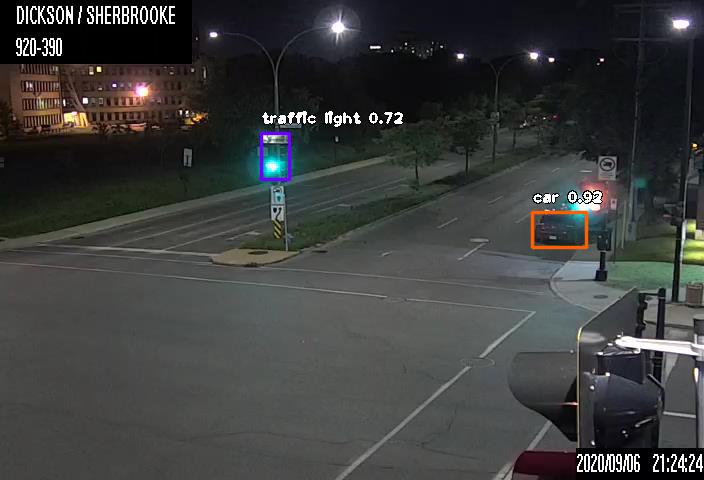 DICKSON / SHERBROOKE
920-390
traffic light 0.72
car 0.92
2020/09/06 21:24:24